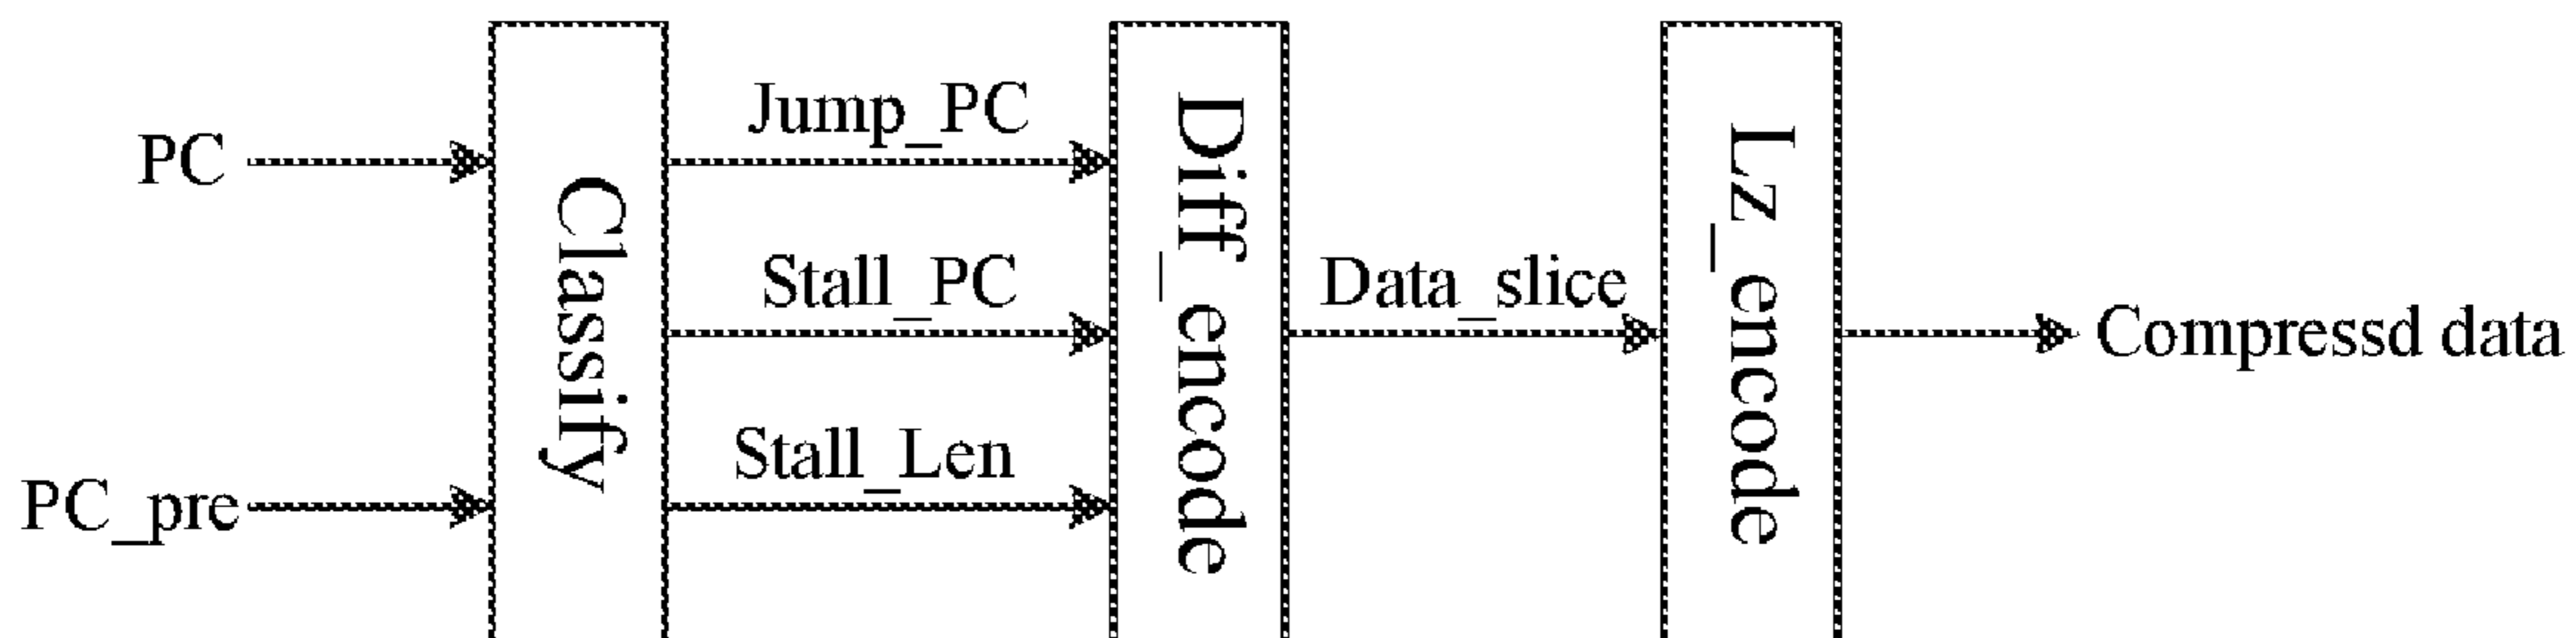 PC
PC_pre
Classify
Jump_PC
Stall_PC
Stall_Len
Diff_encode
Data_slice
Lz_encode
Compressd data